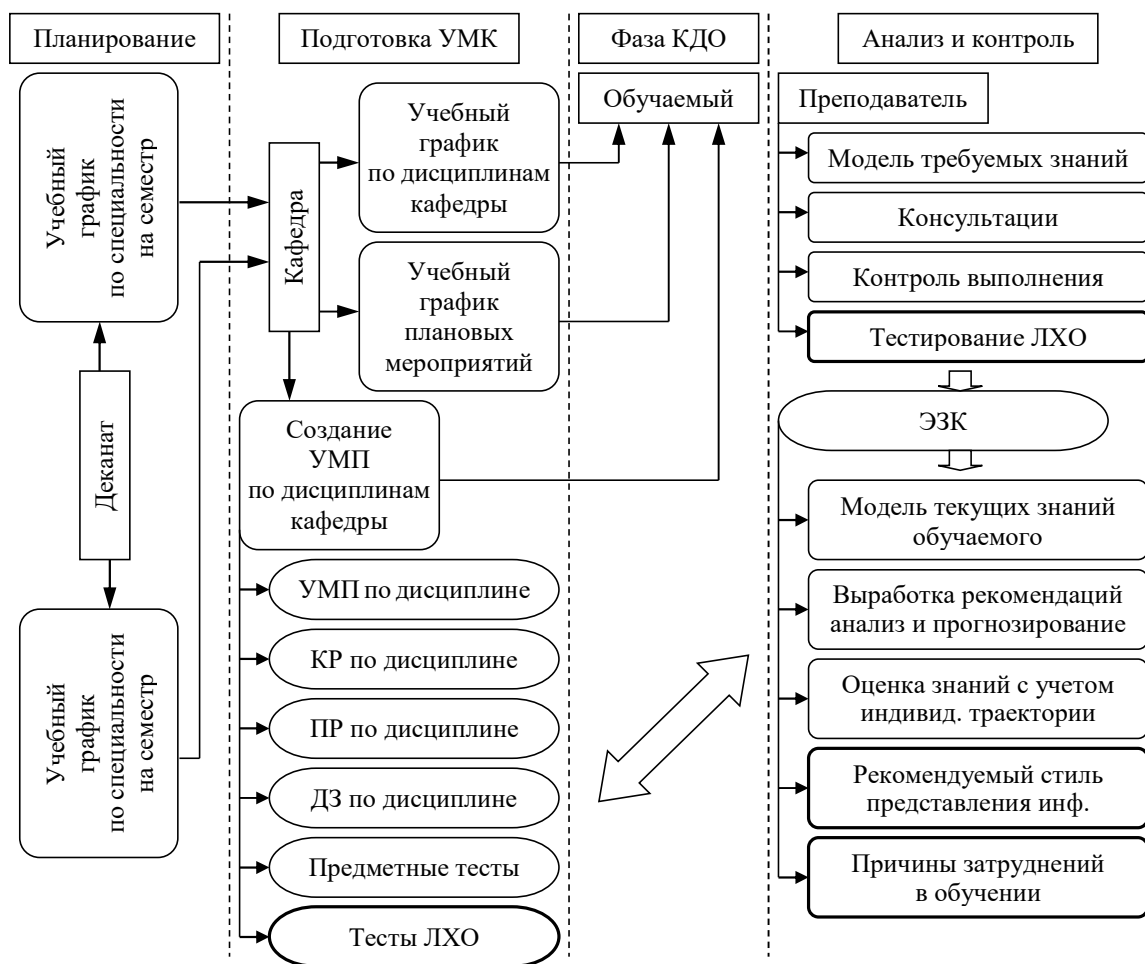 Планирование
Учебный
график
по специальности
на семестр
Деканат
Учебный
график
по специальности
на семестр
Подготовка УМК
Кафедра
Учебный
график
по дисциплинам
кафедры
Учебный
график
плановых
мероприятий
Создание
УМП
по дисциплинам
кафедры
УМП по дисциплине
КР по дисциплине
ПР по дисциплине
ДЗ по дисциплине
Предметные тесты
Тесты ЛХО
Фаза КДО
Обучаемый
Анализ и контроль
Преподаватель
Модель требуемых знаний
Консультации
Контроль выполнения
Тестирование ЛХО
ЭЗК
Модель текущих знаний
обучаемого
Выработка рекомендаций
анализ и прогнозирование
Оценка знаний с учетом
индивид. траектории
Рекомендуемый стиль
представления инф.
Причины затруднений
в обучении